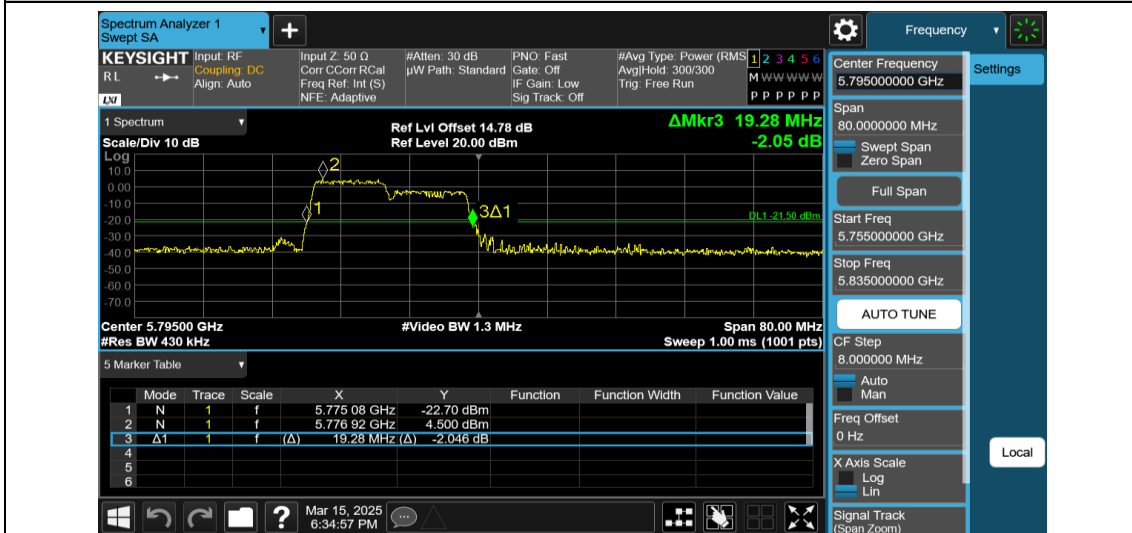 Spectrum Analyzer 1
Swept SA
+
Frequency
KEYSIGHT
RL
LXI
Input: RF
Coupling: DC
Align: Auto
Input Z: 50 Ω
Corr CCorr RCal
Freq Ref: Int (S)
NFE: Adaptive
#Atten: 30 dB
µW Path: Standard
PNO: Fast
Gate: Off
IF Gain: Low
Sig Track: Off
#Avg Type: Power (RMS
Avg|Hold: 300/300
Trig: Free Run
1 2 3 4 5 6
M W W W W W
P P P P P P
Center Frequency
5.795000000 GHz
Settings
Span
80.0000000 MHz
Swept Span
Zero Span
Full Span
Start Freq
5.755000000 GHz
Stop Freq
5.835000000 GHz
AUTO TUNE
CF Step
8.000000 MHz
Auto
Man
Freq Offset
0 Hz
X Axis Scale
Log
Lin
Signal Track
(Span Zoom)
Local
1 Spectrum
Scale/Div 10 dB
Ref Lvl Offset 14.78 dB
Ref Level 20.00 dBm
ΔMkr3 19.28 MHz
-2.05 dB
Log
10.0
0.00
-10.0
-20.0
-30.0
-40.0
-50.0
-60.0
-70.0
2
1
3Δ1
DL1 -21.50 dBm
Center 5.79500 GHz
#Video BW 1.3 MHz
Span 80.00 MHz
#Res BW 430 kHz
Sweep 1.00 ms (1001 pts)
5 Marker Table
Mode Trace Scale X Y Function Function Width Function Value
1 N 1 f 5.775 08 GHz -22.70 dBm
2 N 1 f 5.776 92 GHz 4.500 dBm
3 Δ1 1 f (Δ) 19.28 MHz (Δ) -2.046 dB
4
5
6
?
Mar 15, 2025
6:34:57 PM